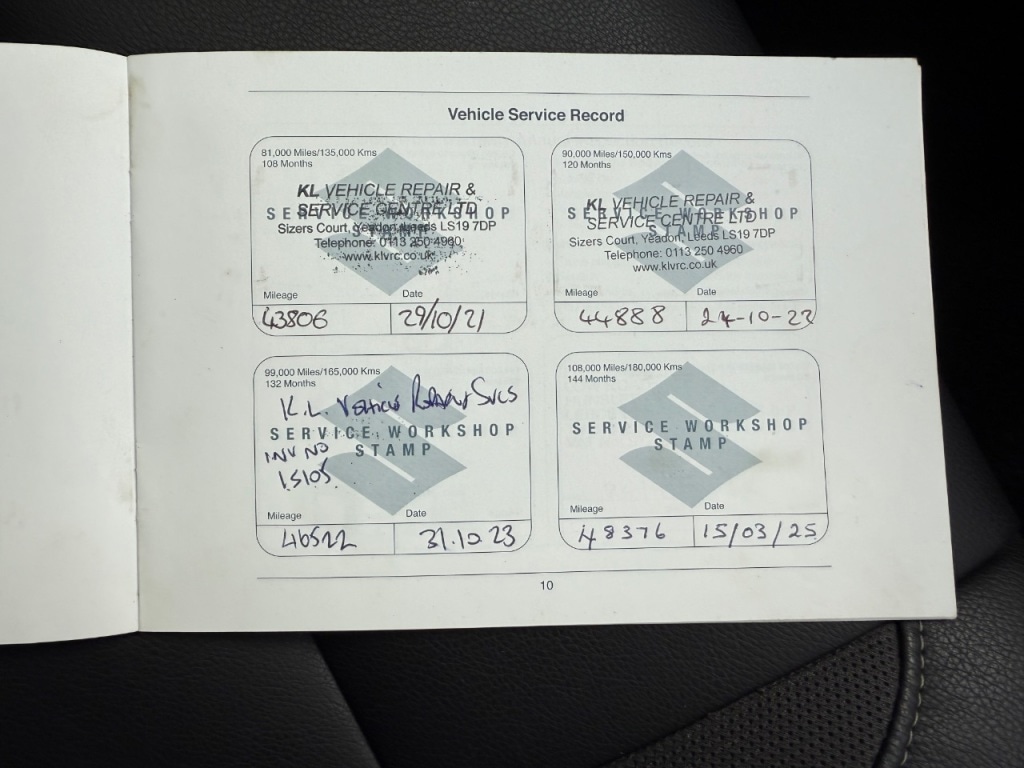 Vehicle Service Record
81,000 Miles/135,000 Kms
108 Months
KL VEHICLE REPAIR &
SERVICE CENTRE LTD
SERVICE WORKSHOP
STAMP
Sizers Court, Yeadon, Leeds LS19 7DP
Telephone: 0113 250 4960
www.klvrc.co.uk
Mileage Date
43806 29/10/21
90,000 Miles/150,000 Kms
120 Months
KL VEHICLE REPAIR &
SERVICE CENTRE LTD
SERVICE WORKSHOP
STAMP
Sizers Court, Yeadon, Leeds LS19 7DP
Telephone: 0113 250 4960
www.klvrc.co.uk
Mileage Date
44888 24-10-22
99,000 Miles/165,000 Kms
132 Months
K.L. Vehicle Repair Svcs
SERVICE WORKSHOP
STAMP
INV NO
15105
Mileage Date
46522 31.10.23
108,000 Miles/180,000 Kms
144 Months
SERVICE WORKSHOP
STAMP
Mileage Date
48376 15/03/25
10